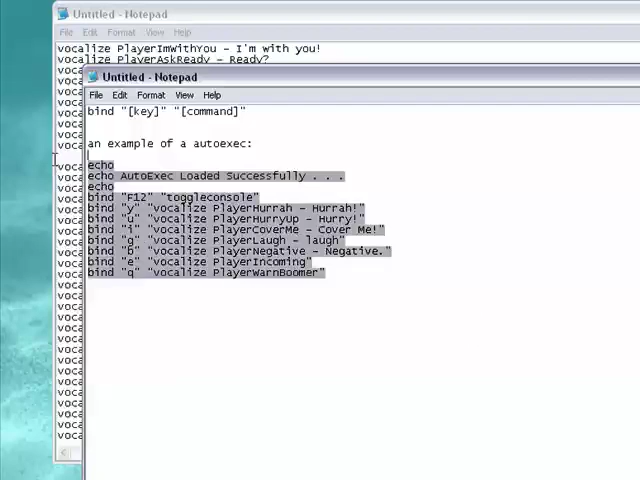 Untitled - Notepad
File Edit Format View Help
vocalize PlayerImWithYou - I'm with you!
vocalize PlayerAskReady - Ready?
Untitled - Notepad
File Edit Format View Help
bind "[key]" "[command]"
an example of a autoexec:
echo
echo AutoExec Loaded Successfully . . .
echo
bind "F12" "toggleconsole"
bind "y" "vocalize PlayerHurrah - Hurrah!"
bind "u" "vocalize PlayerHurryUp - Hurry!"
bind "i" "vocalize PlayerCoverMe - Cover Me!"
bind "g" "vocalize PlayerLaugh - laugh"
bind "b" "vocalize PlayerNegative - Negative."
bind "e" "vocalize PlayerIncoming"
bind "q" "vocalize PlayerWarnBoomer"